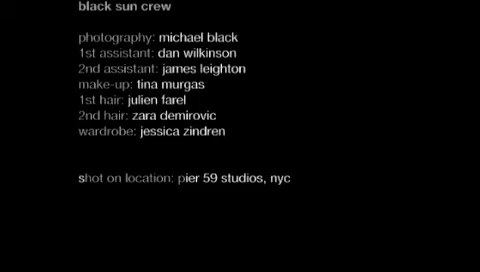 black sun crew
photography: michael black
1st assistant: dan wilkinson
2nd assistant: james leighton
make-up: tina murgas
1st hair: julien farel
2nd hair: zara demirovic
wardrobe: jessica zindren
shot on location: pier 59 studios, nyc